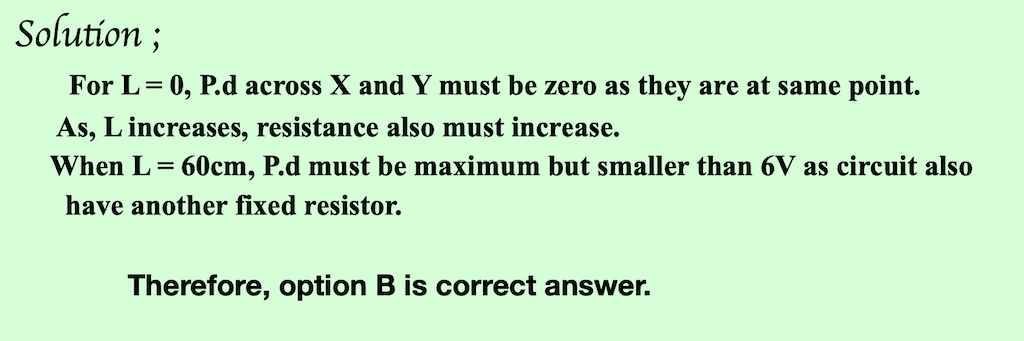 Solution ;
For L = 0, P.d across X and Y must be zero as they are at same point.
As, L increases, resistance also must increase.
When L = 60cm, P.d must be maximum but smaller than 6V as circuit also
have another fixed resistor.
Therefore, option B is correct answer.